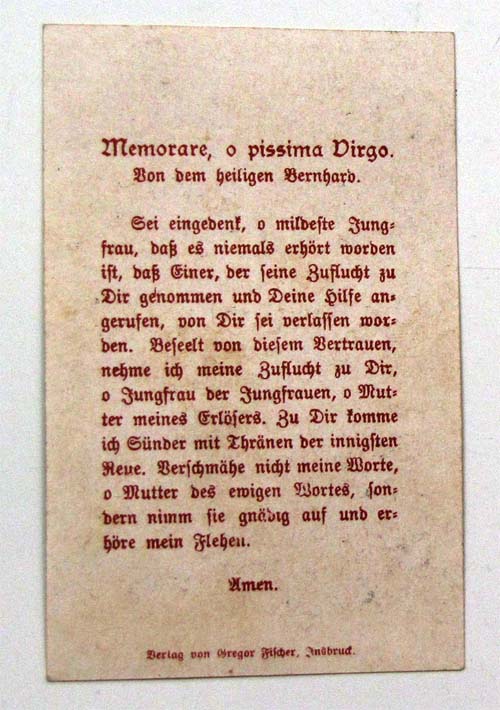 Memorare, o pissima Virgo.
Von dem heiligen Bernhard.
Sei eingedenk, o mildeste Jung-
frau, daß es niemals erhört worden
ist, daß Einer, der seine Zuflucht zu
Dir genommen und Deine Hilfe an-
gerufen, von Dir sei verlassen wor-
den. Beseelt von diesem Vertrauen,
nehme ich meine Zuflucht zu Dir,
o Jungfrau der Jungfrauen, o Mut-
ter meines Erlösers. Zu Dir komme
ich Sünder mit Thränen der innigsten
Reue. Verschmähe nicht meine Worte,
o Mutter des ewigen Wortes, son-
dern nimm sie gnädig auf und er-
höre mein Flehen.
Amen.
Verlag von Gregor Fischer, Insbruck.